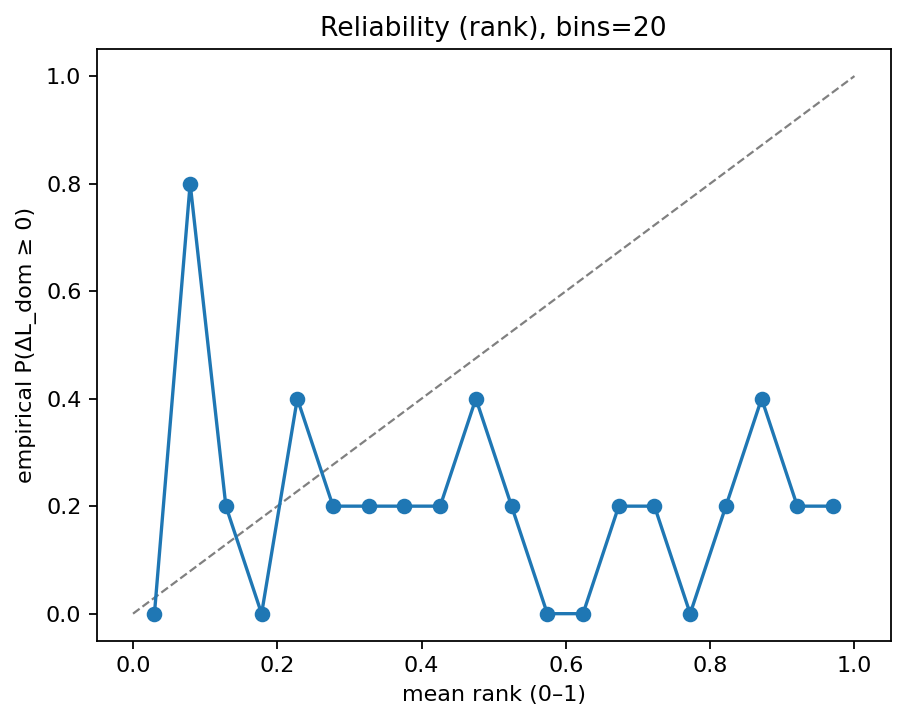 Reliability (rank), bins=20
1.0
0.8
0.6
0.4
0.2
0.0
empirical P(ΔL_dom ≥ 0)
0.0 0.2 0.4 0.6 0.8 1.0
mean rank (0–1)